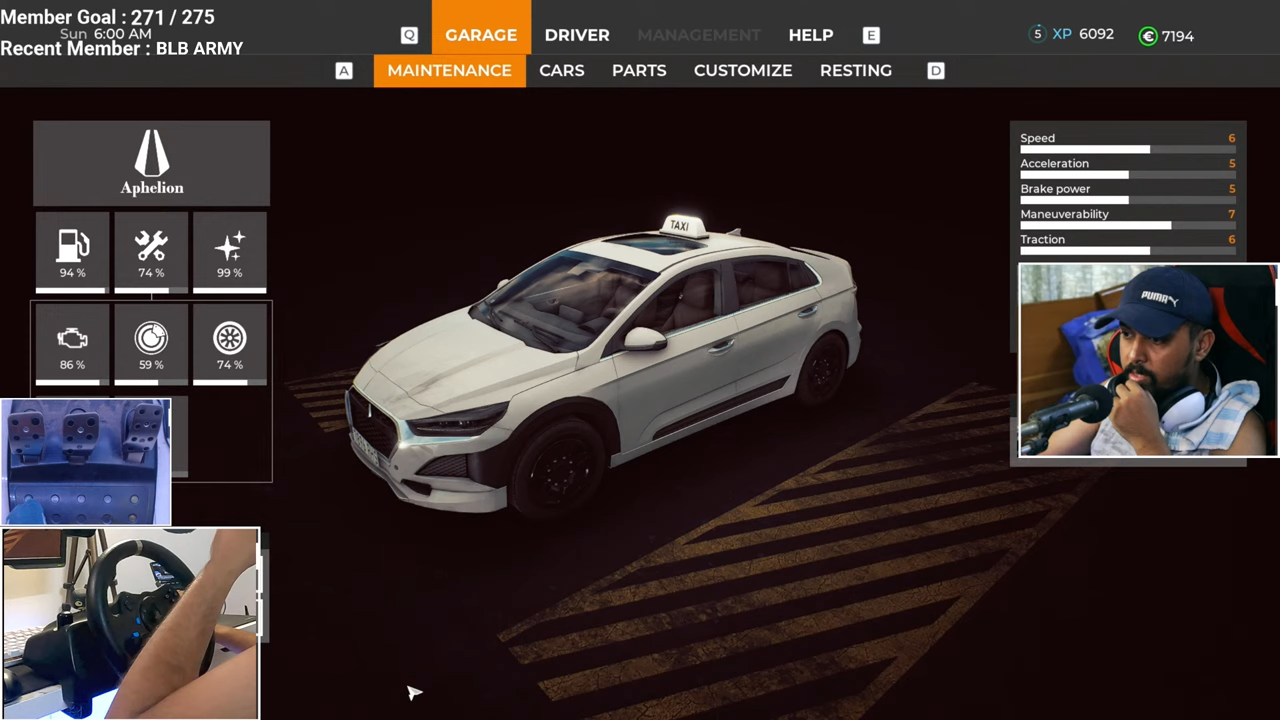 Member Goal : 271 / 275
Sun 6:00 AM
Recent Member : BLB ARMY
Q GARAGE DRIVER MANAGEMENT HELP E
5 XP 6092 € 7194
A MAINTENANCE CARS PARTS CUSTOMIZE RESTING D
Aphelion
94 % 74 % 99 %
86 % 59 % 74 %
TAXI
Speed 6
Acceleration 5
Brake power 5
Maneuverability 7
Traction 6
PUMA